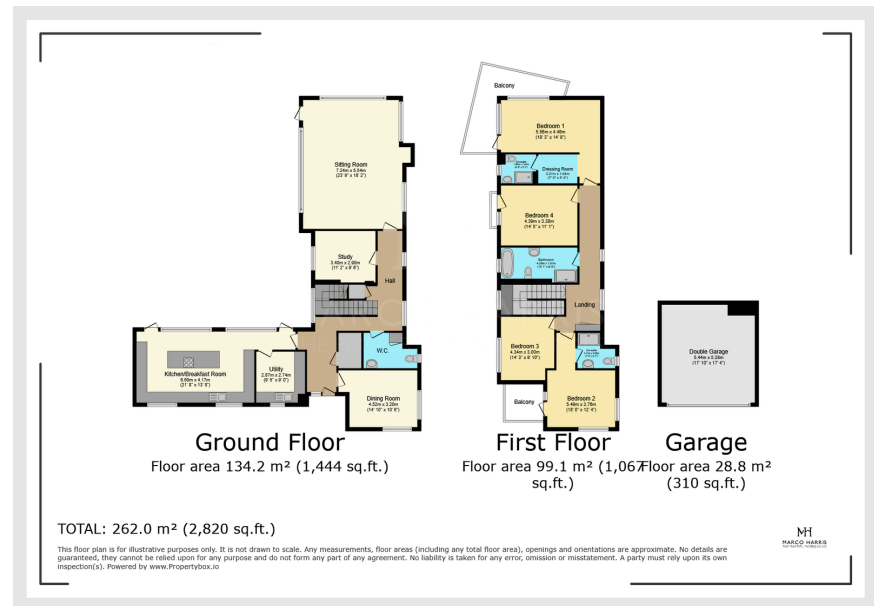 Balcony
Bedroom 1
5.56m x 4.46m
(18' 3" x 14' 8")
Dressing Room
Sitting Room
7.24m x 5.54m
(23' 9" x 18' 2")
Bedroom 4
4.39m x 3.38m
(14' 5" x 11' 1")
Study
3.40m x 2.90m
(11' 2" x 9' 6")
Bathroom
Hall
Landing
Double Garage
5.44m x 5.28m
(17' 10" x 17' 4")
W.C.
Bedroom 3
4.34m x 3.00m
(14' 3" x 9' 10")
Kitchen/Breakfast Room
6.60m x 4.17m
(21' 8" x 13' 8")
Utility
2.87m x 2.74m
(9' 5" x 9' 0")
Dining Room
4.52m x 3.20m
(14' 10" x 10' 6")
Balcony
Bedroom 2
5.49m x 3.76m
(18' 0" x 12' 4")
Ground Floor
Floor area 134.2 m² (1,444 sq.ft.)
First Floor
Floor area 99.1 m² (1,067
sq.ft.)
Garage
Floor area 28.8 m²
(310 sq.ft.)
TOTAL: 262.0 m² (2,820 sq.ft.)
This floor plan is for illustrative purposes only. It is not drawn to scale. Any measurements, floor areas (including any total floor area), openings and orientations are approximate. No details are
guaranteed, they cannot be relied upon for any purpose and do not form any part of any agreement. No liability is taken for any error, omission or misstatement. A party must rely upon its own
inspection(s). Powered by www.Propertybox.io
MH
MARCO HARRIS